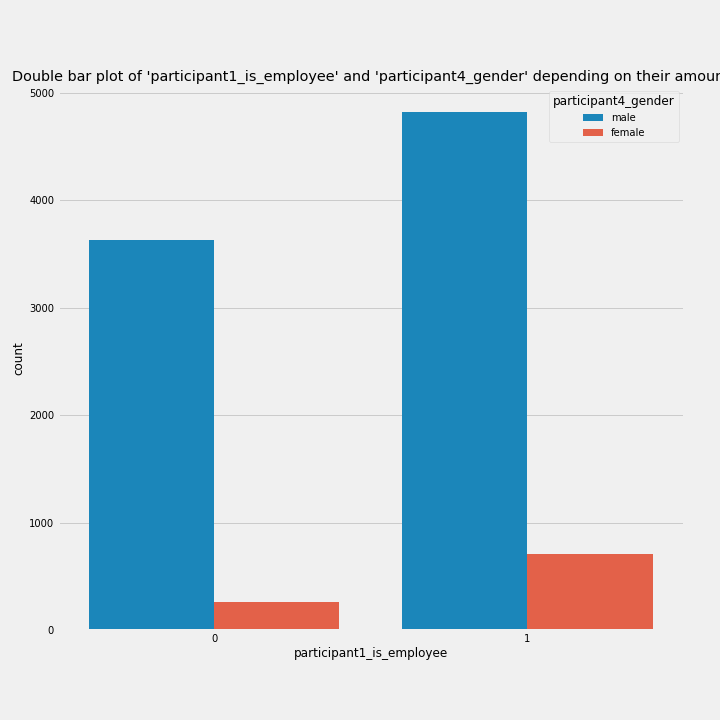 Double bar plot of 'participant1_is_employee' and 'participant4_gender' depending on their
participant4_gender
male
female
5000
4000
3000
2000
1000
0
count
0
1
participant1_is_employee